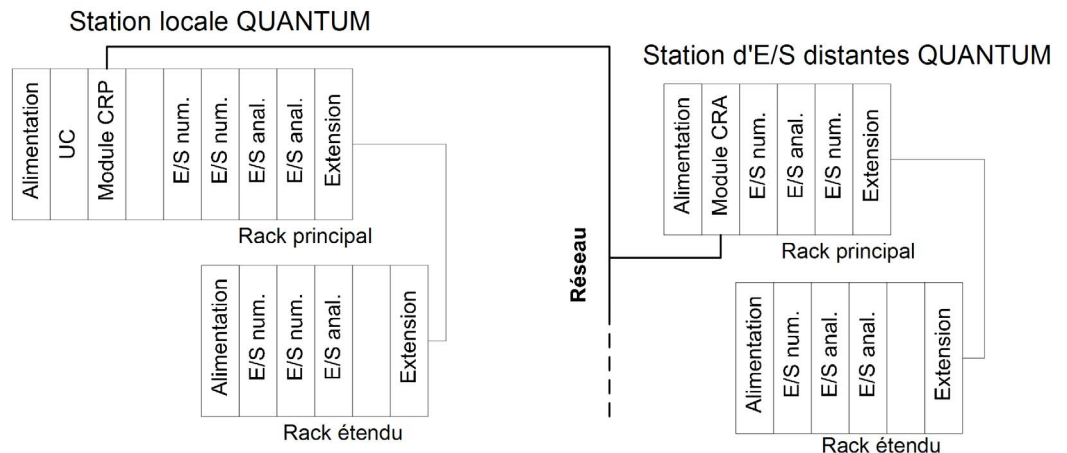 Station locale QUANTUM
Alimentation
UC
Module CRP
E/S num.
E/S num.
E/S anal.
E/S anal.
Extension
Rack principal
Alimentation
E/S num.
E/S num.
E/S anal.
Extension
Rack étendu
Réseau
Station d'E/S distantes QUANTUM
Alimentation
Module CRA
E/S num.
E/S anal.
E/S num.
Extension
Rack principal
Alimentation
E/S num.
E/S anal.
E/S anal.
Extension
Rack étendu